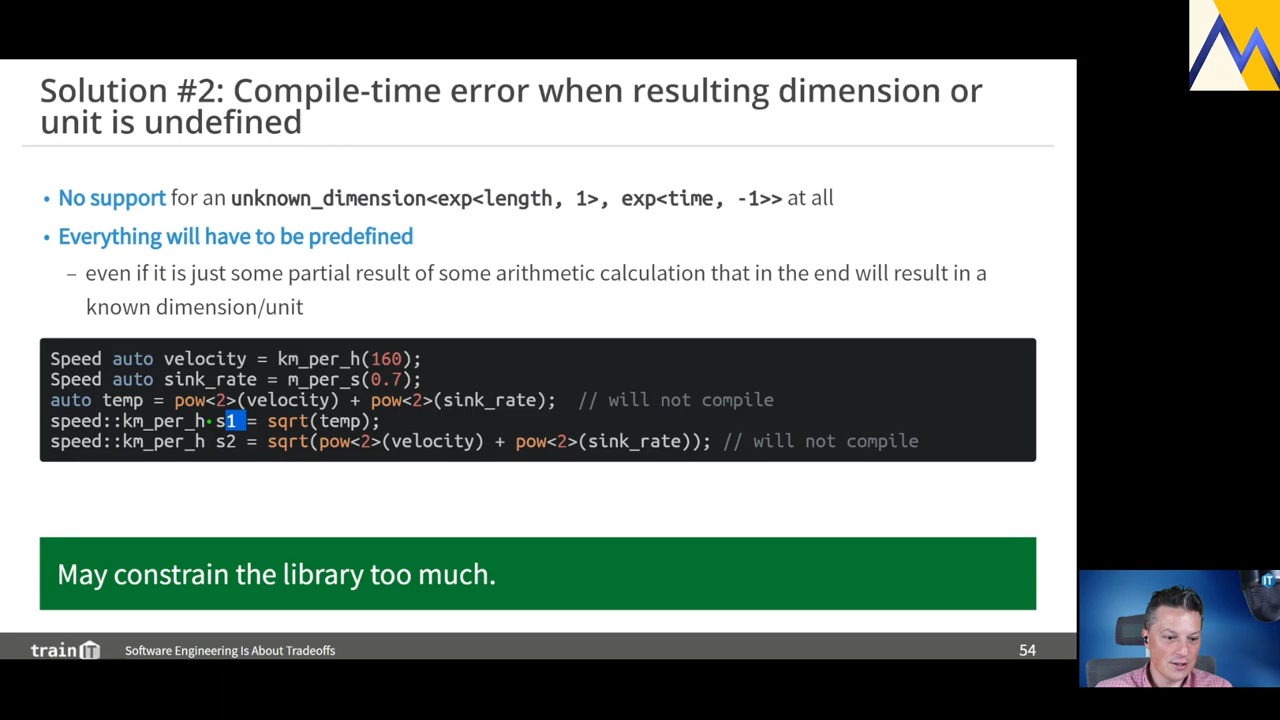 Solution #2: Compile-time error when resulting dimension or
unit is undefined
• No support for an unknown_dimension<exp<length, 1>, exp<time, -1>> at all
• Everything will have to be predefined
– even if it is just some partial result of some arithmetic calculation that in the end will result in a
known dimension/unit
Speed auto velocity = km_per_h(160);
Speed auto sink_rate = m_per_s(0.7);
auto temp = pow<2>(velocity) + pow<2>(sink_rate);  // will not compile
speed::km_per_h s1 = sqrt(temp);
speed::km_per_h s2 = sqrt(pow<2>(velocity) + pow<2>(sink_rate)); // will not compile
May constrain the library too much.
train IT
Software Engineering Is About Tradeoffs
54
IT